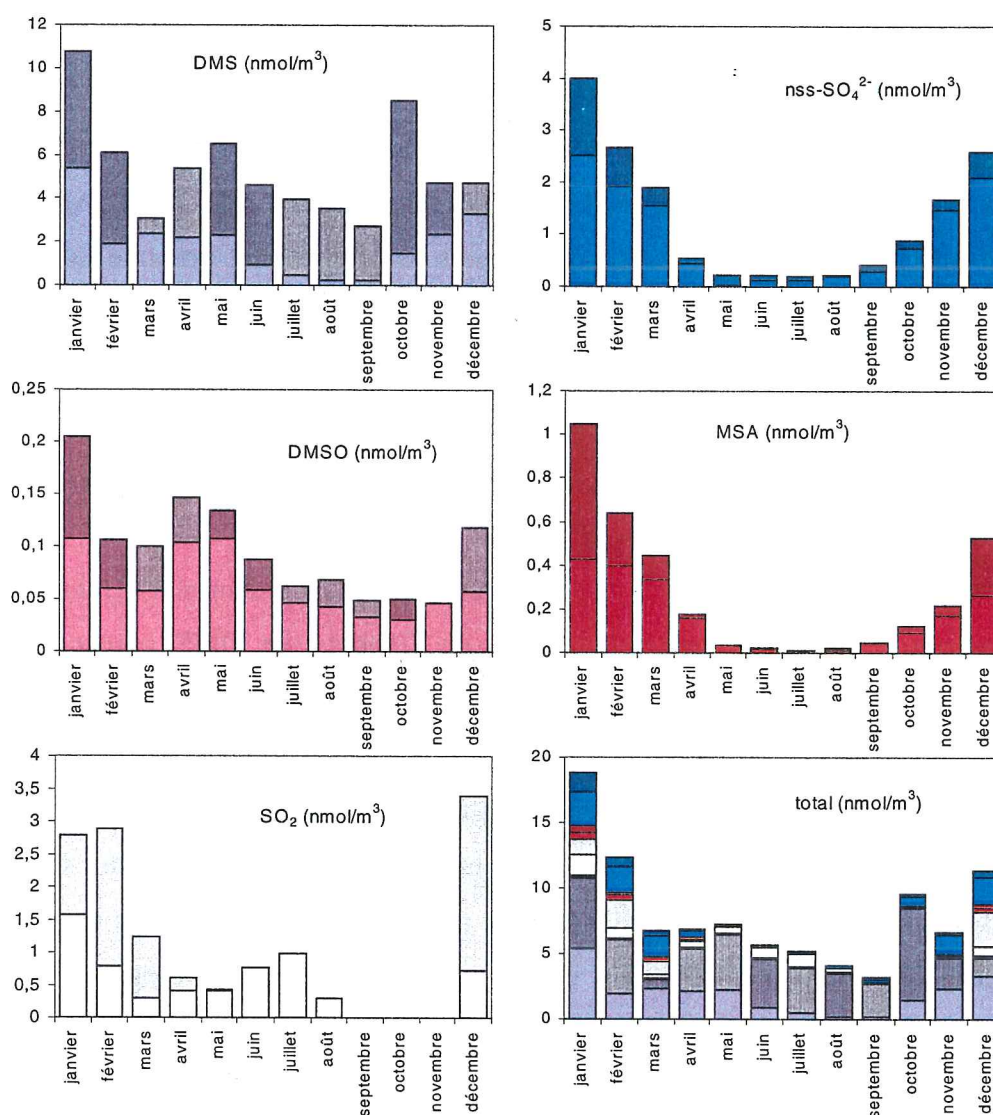 DMS (nmol/m³)
12
10
8
6
4
2
0
janvier
février
mars
avril
mai
juin
juillet
août
septembre
octobre
novembre
décembre
nss-SO₄²⁻ (nmol/m³)
5
4
3
2
1
0
janvier
février
mars
avril
mai
juin
juillet
août
septembre
octobre
novembre
décembre
DMSO (nmol/m³)
0,25
0,2
0,15
0,1
0,05
0
janvier
février
mars
avril
mai
juin
juillet
août
septembre
octobre
novembre
décembre
MSA (nmol/m³)
1,2
1
0,8
0,6
0,4
0,2
0
janvier
février
mars
avril
mai
juin
juillet
août
septembre
octobre
novembre
décembre
SO₂ (nmol/m³)
4
3,5
3
2,5
2
1,5
1
0,5
0
janvier
février
mars
avril
mai
juin
juillet
août
septembre
octobre
novembre
décembre
total (nmol/m³)
20
15
10
5
0
janvier
février
mars
avril
mai
juin
juillet
août
septembre
octobre
novembre
décembre